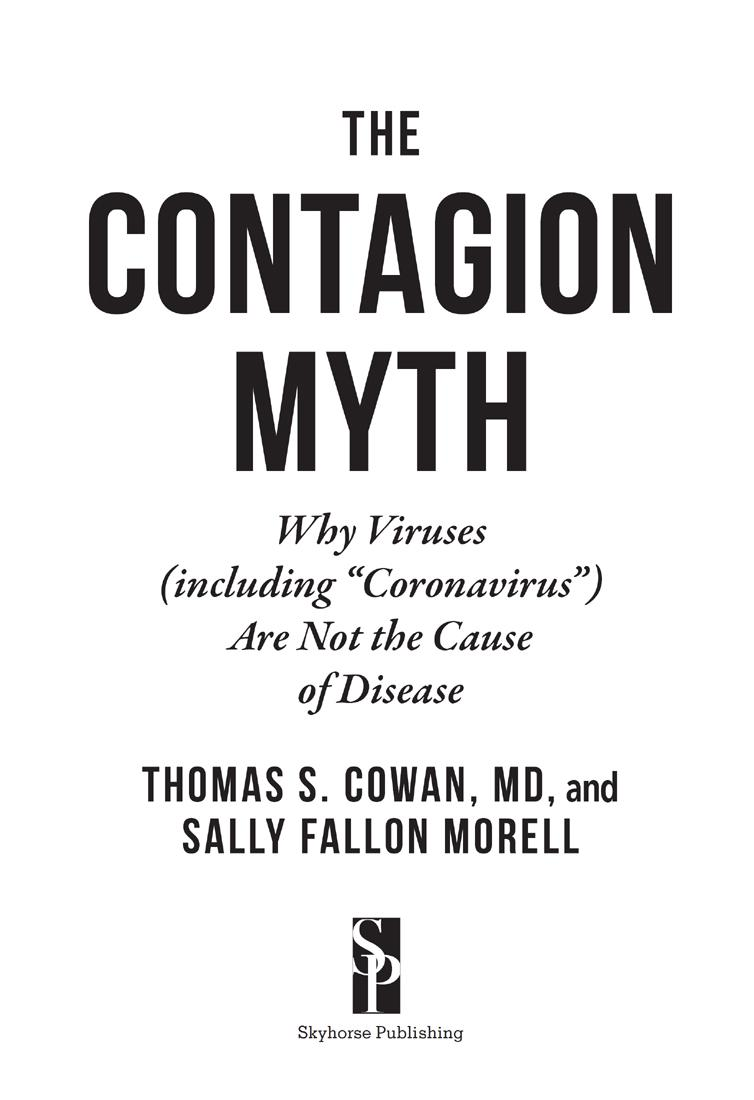 THE
CONTAGION
MYTH
Why Viruses
(including “Coronavirus”)
Are Not the Cause
of Disease
THOMAS S. COWAN, MD, and
SALLY FALLON MORELL
SP
Skyhorse Publishing